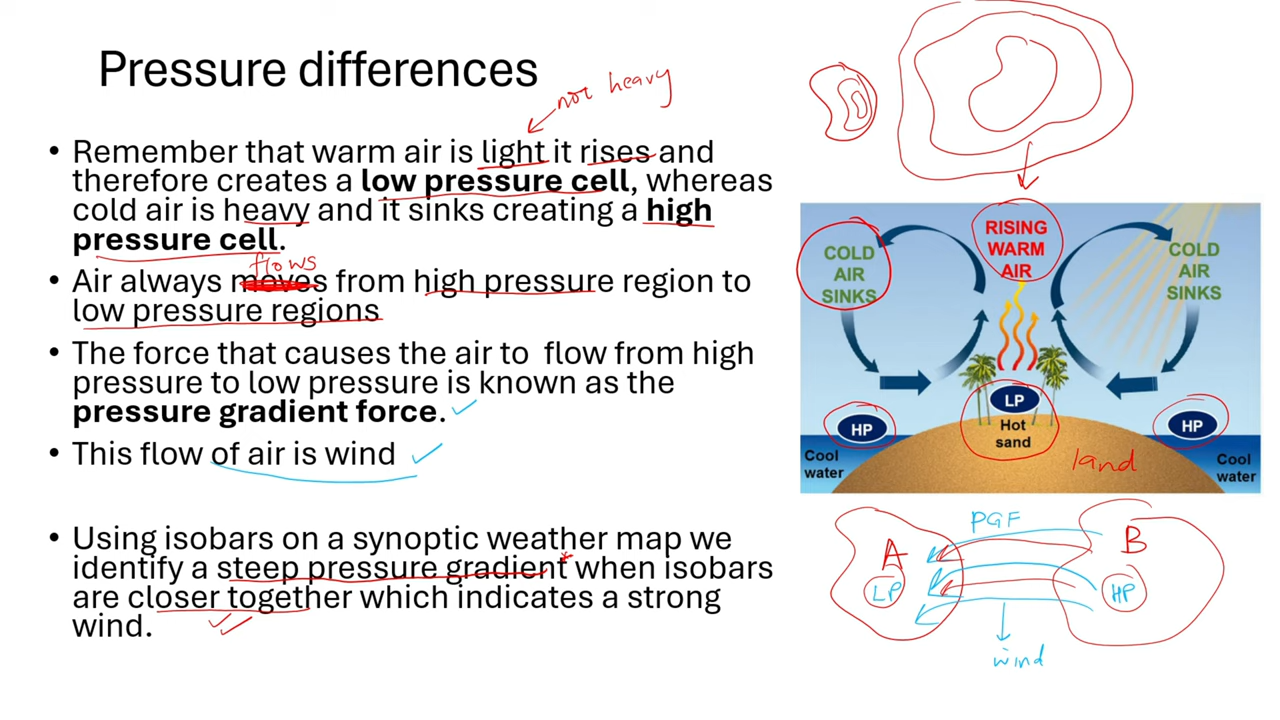 Pressure differences
not heavy
• Remember that warm air is light it rises and
therefore creates a low pressure cell, whereas
cold air is heavy and it sinks creating a high
pressure cell.
flows
• Air always moves from high pressure region to
low pressure regions
• The force that causes the air to flow from high
pressure to low pressure is known as the
pressure gradient force.
• This flow of air is wind
• Using isobars on a synoptic weather map we
identify a steep pressure gradient* when isobars
are closer together which indicates a strong
wind.
RISING
WARM
AIR
COLD
AIR
SINKS
COLD
AIR
SINKS
LP
HP
HP
Hot
sand
Cool
water
land
Cool
water
PGF
A
B
LP
HP
wind